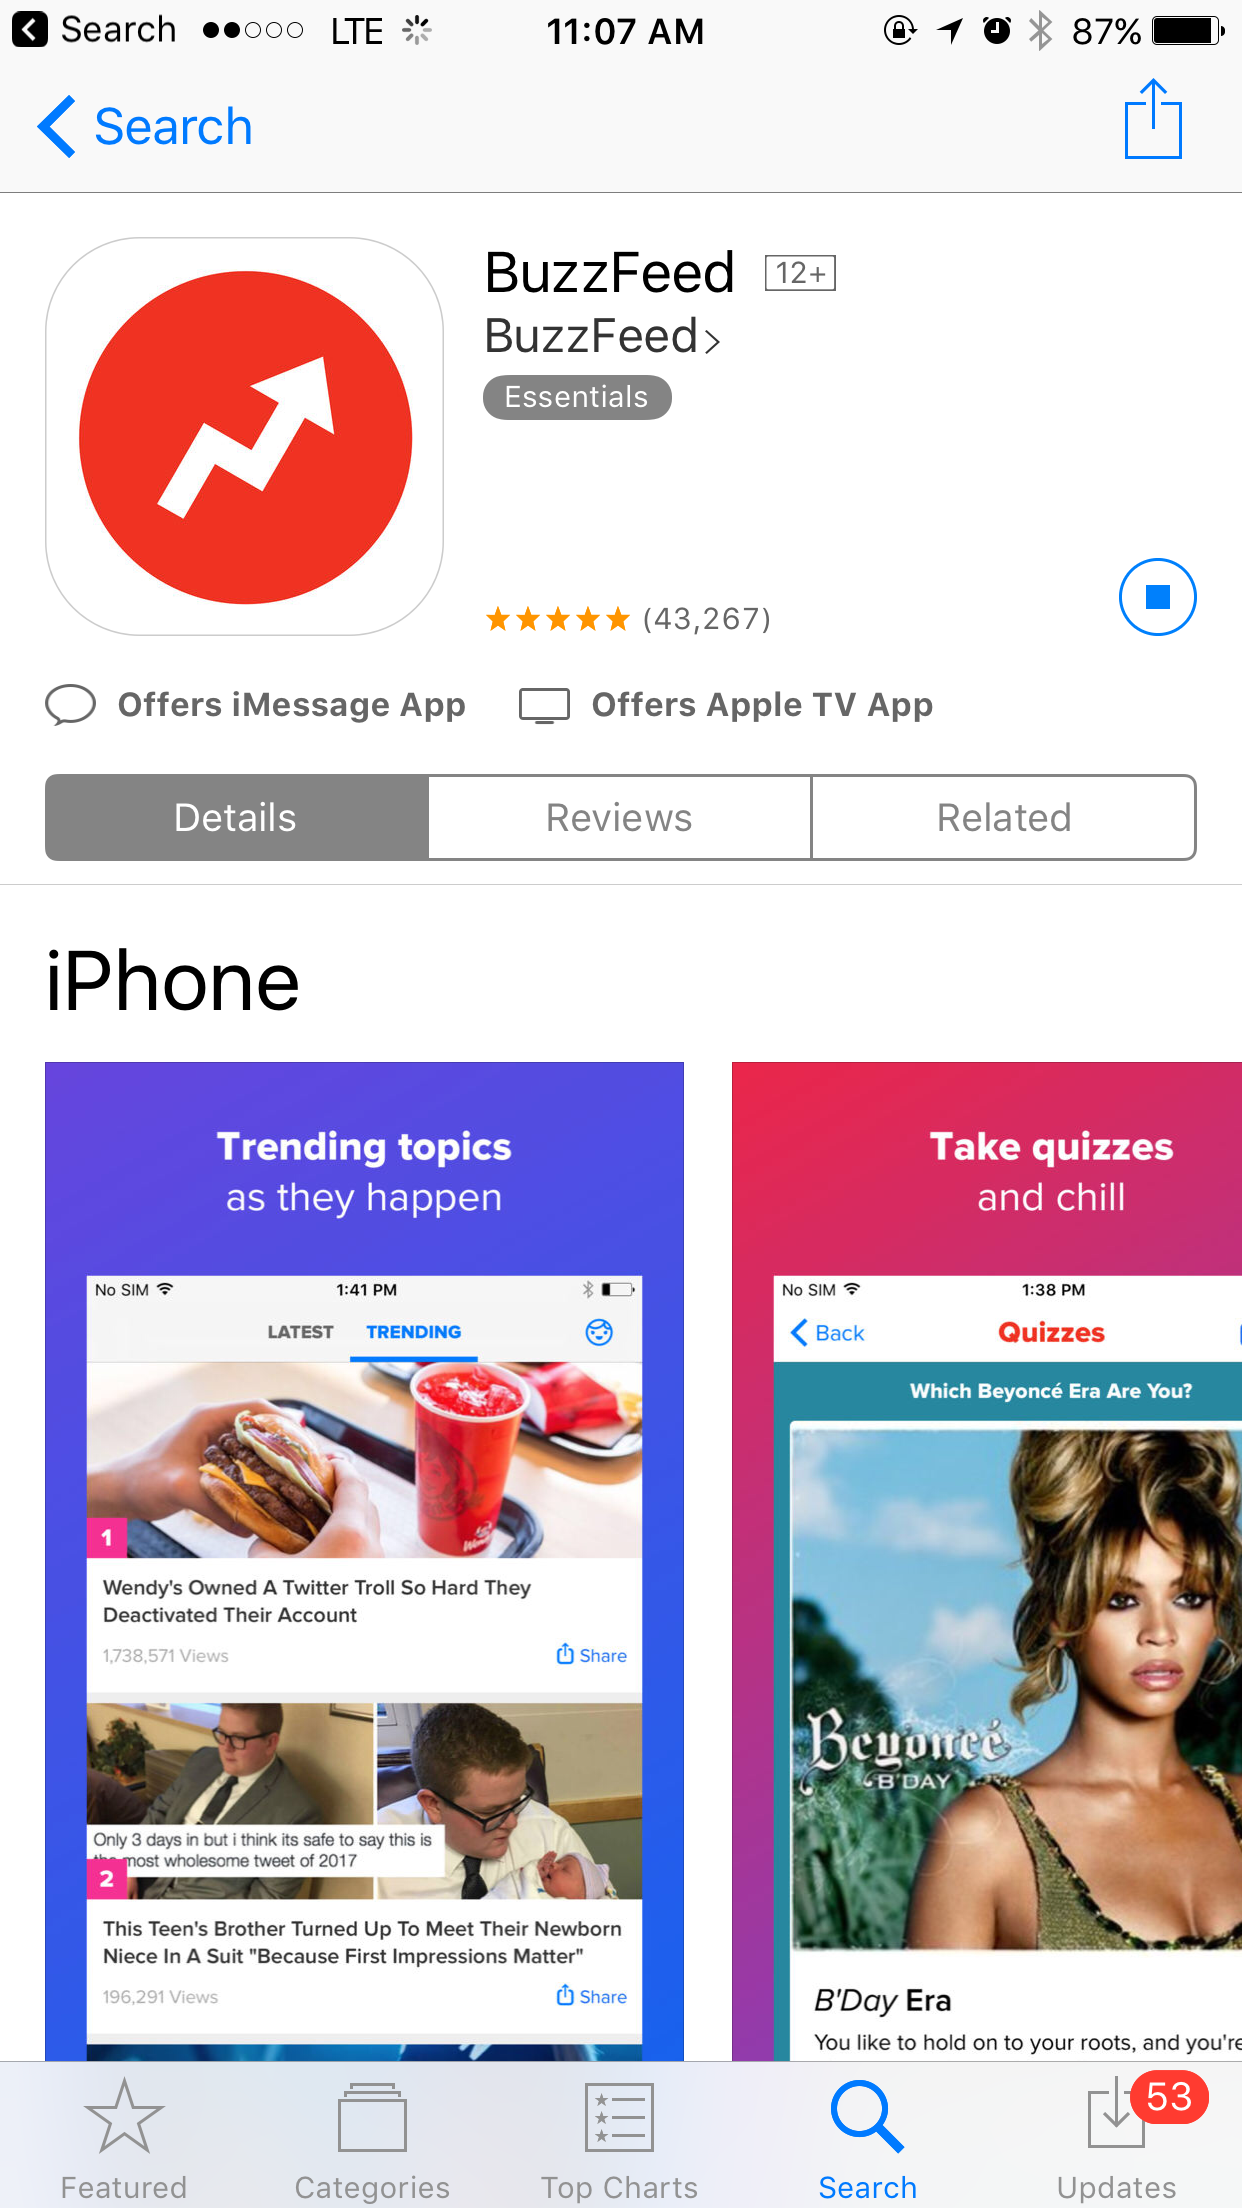 Search LTE 11:07 AM 87%
Search
BuzzFeed 12+
BuzzFeed
Essentials
(43,267)
Offers iMessage App Offers Apple TV App
Details Reviews Related
iPhone
Trending topics
as they happen
No SIM 1:41 PM
LATEST TRENDING
1
Wendy's Owned A Twitter Troll So Hard They
Deactivated Their Account
1,738,571 Views Share
Only 3 days in but i think its safe to say this is
the most wholesome tweet of 2017
2
This Teen's Brother Turned Up To Meet Their Newborn
Niece In A Suit "Because First Impressions Matter"
196,291 Views Share
Take quizzes
and chill
No SIM 1:38 PM
Back Quizzes
Which Beyoncé Era Are You?
Beyoncé
B'DAY
B'Day Era
You like to hold on to your roots, and you're
Featured Categories Top Charts Search Updates
53